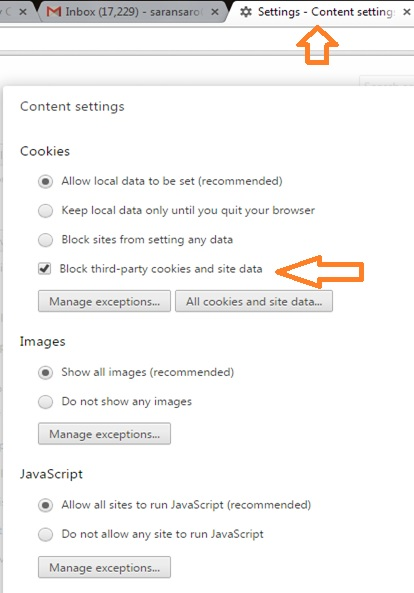 Inbox (17,229) - saransaro
Settings - Content setting
Content settings
Cookies
Allow local data to be set (recommended)
Keep local data only until you quit your browser
Block sites from setting any data
Block third-party cookies and site data
Manage exceptions... All cookies and site data...
Images
Show all images (recommended)
Do not show any images
Manage exceptions...
JavaScript
Allow all sites to run JavaScript (recommended)
Do not allow any site to run JavaScript
Manage exceptions...